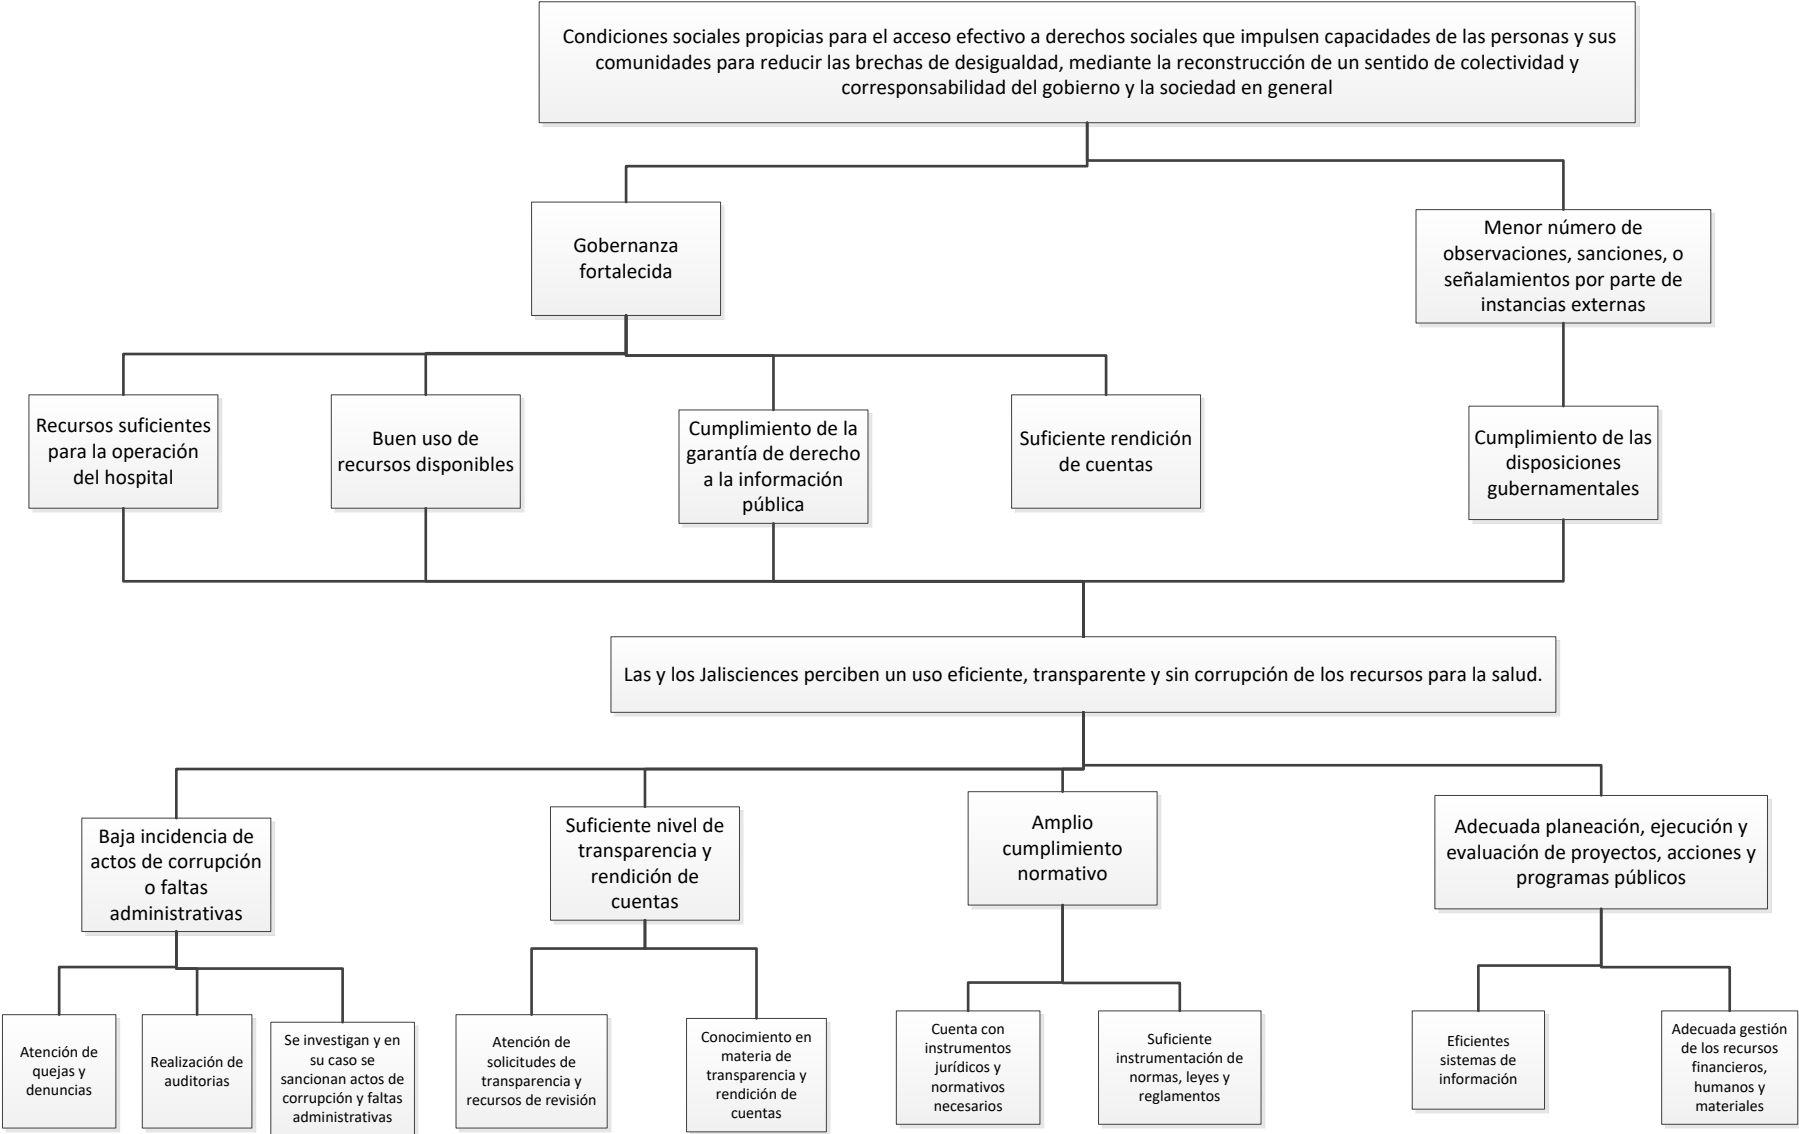 Condiciones sociales propicias para el acceso efectivo a derechos sociales que impulsen capacidades de las personas y sus
comunidades para reducir las brechas de desigualdad, mediante la reconstrucción de un sentido de colectividad y
corresponsabilidad del gobierno y la sociedad en general
Gobernanza
fortalecida
Menor número de
observaciones, sanciones, o
señalamientos por parte de
instancias externas
Recursos suficientes
para la operación
del hospital
Buen uso de
recursos disponibles
Cumplimiento de la
garantía de derecho
a la información
pública
Suficiente rendición
de cuentas
Cumplimiento de las
disposiciones
gubernamentales
Las y los Jalisciences perciben un uso eficiente, transparente y sin corrupción de los recursos para la salud.
Baja incidencia de
actos de corrupción
o faltas
administrativas
Suficiente nivel de
transparencia y
rendición de
cuentas
Amplio
cumplimiento
normativo
Adecuada planeación, ejecución y
evaluación de proyectos, acciones y
programas públicos
Atención de
quejas y
denuncias
Realización de
auditorias
Se investigan y en
su caso se
sancionan actos de
corrupción y faltas
administrativas
Atención de
solicitudes de
transparencia y
recursos de revisión
Conocimiento en
materia de
transparencia y
rendición de
cuentas
Cuenta con
instrumentos
jurídicos y
normativos
necesarios
Suficiente
instrumentación de
normas, leyes y
reglamentos
Eficientes
sistemas de
información
Adecuada gestión
de los recursos
financieros,
humanos y
materiales